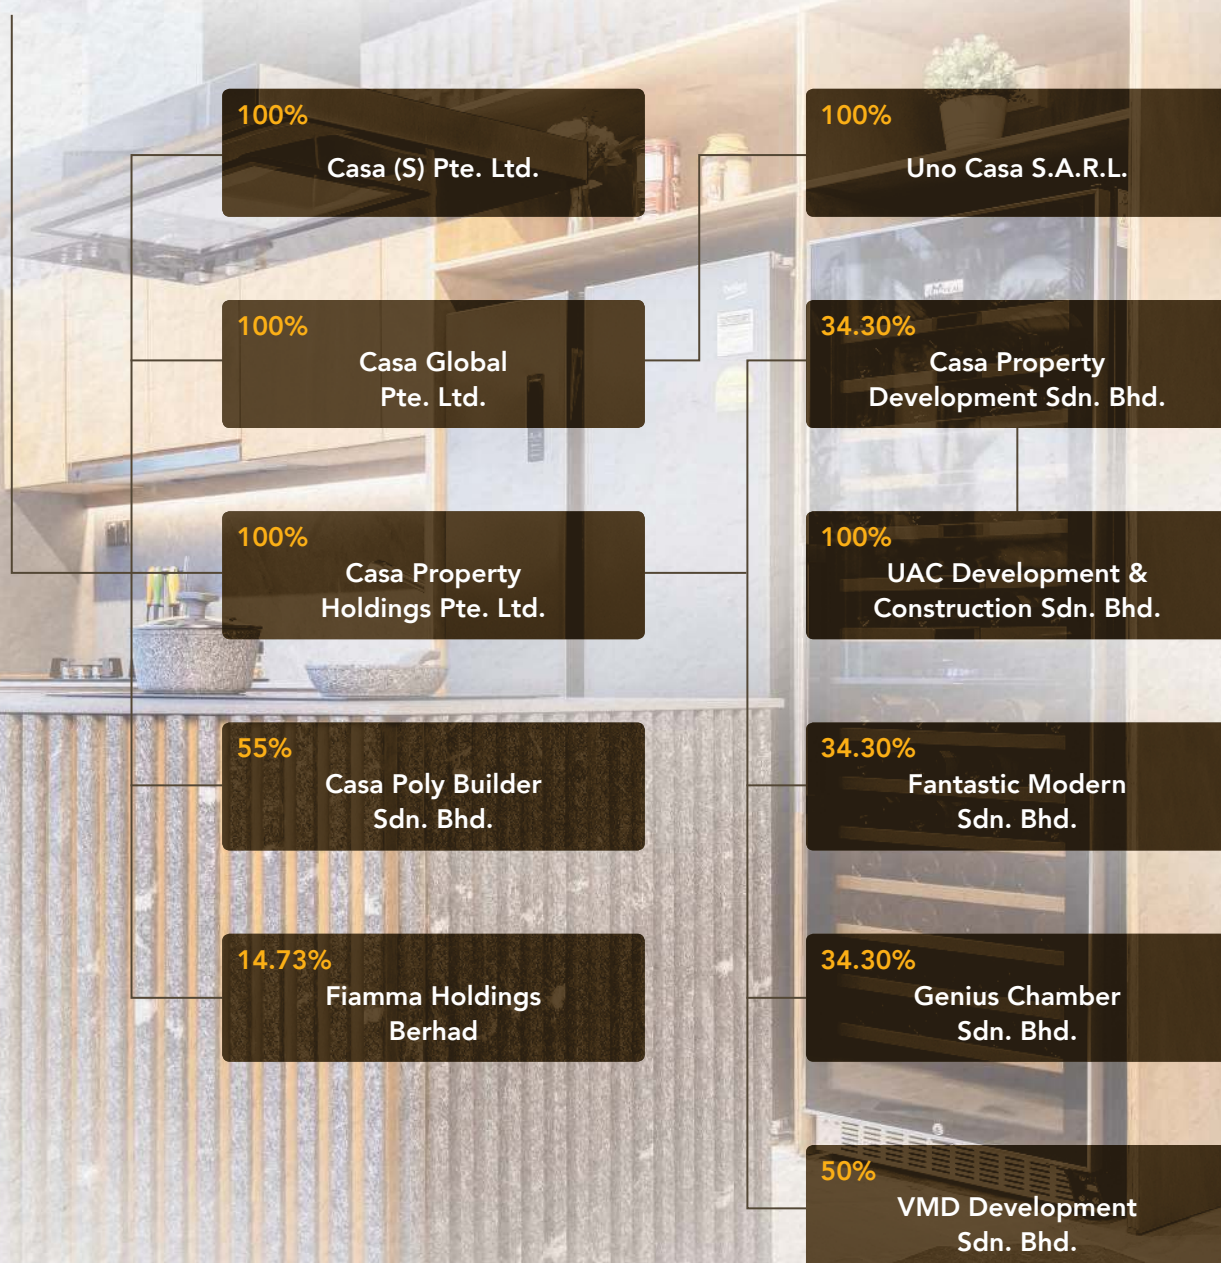 100%
Casa (S) Pte. Ltd.
100%
Casa Global
Pte. Ltd.
100%
Casa Property
Holdings Pte. Ltd.
55%
Casa Poly Builder
Sdn. Bhd.
14.73%
Fiamma Holdings
Berhad
100%
Uno Casa S.A.R.L.
34.30%
Casa Property
Development Sdn. Bhd.
100%
UAC Development &
Construction Sdn. Bhd.
34.30%
Fantastic Modern
Sdn. Bhd.
34.30%
Genius Chamber
Sdn. Bhd.
50%
VMD Development
Sdn. Bhd.